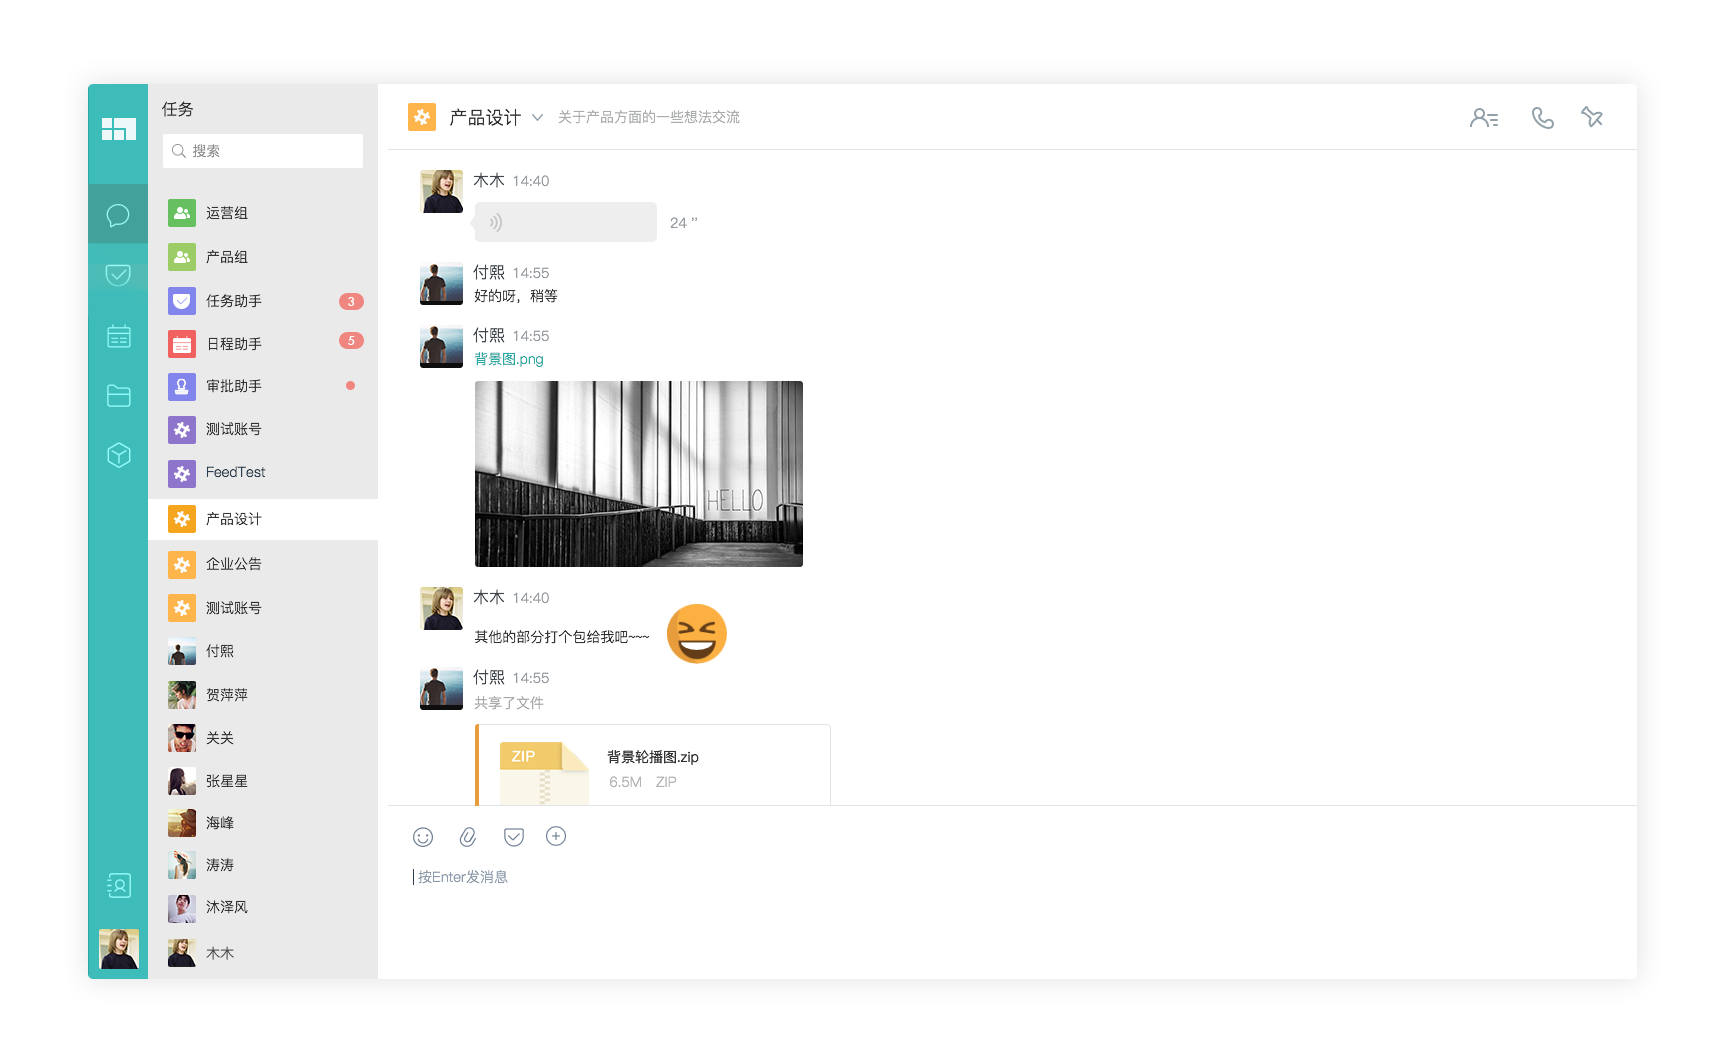 任务
搜索
运营组
产品组
任务助手 3
日程助手 5
审批助手
测试账号
FeedTest
产品设计
企业公告
测试账号
付熙
贺萍萍
关关
张星星
海峰
涛涛
沐泽风
木木
产品设计 关于产品方面的一些想法交流
木木 14:40
24 ”
付熙 14:55
好的呀，稍等
付熙 14:55
背景图.png
HELLO
木木 14:40
其他的部分打个包给我吧~~~
付熙 14:55
共享了文件
ZIP
背景轮播图.zip
6.5M ZIP
按Enter发消息